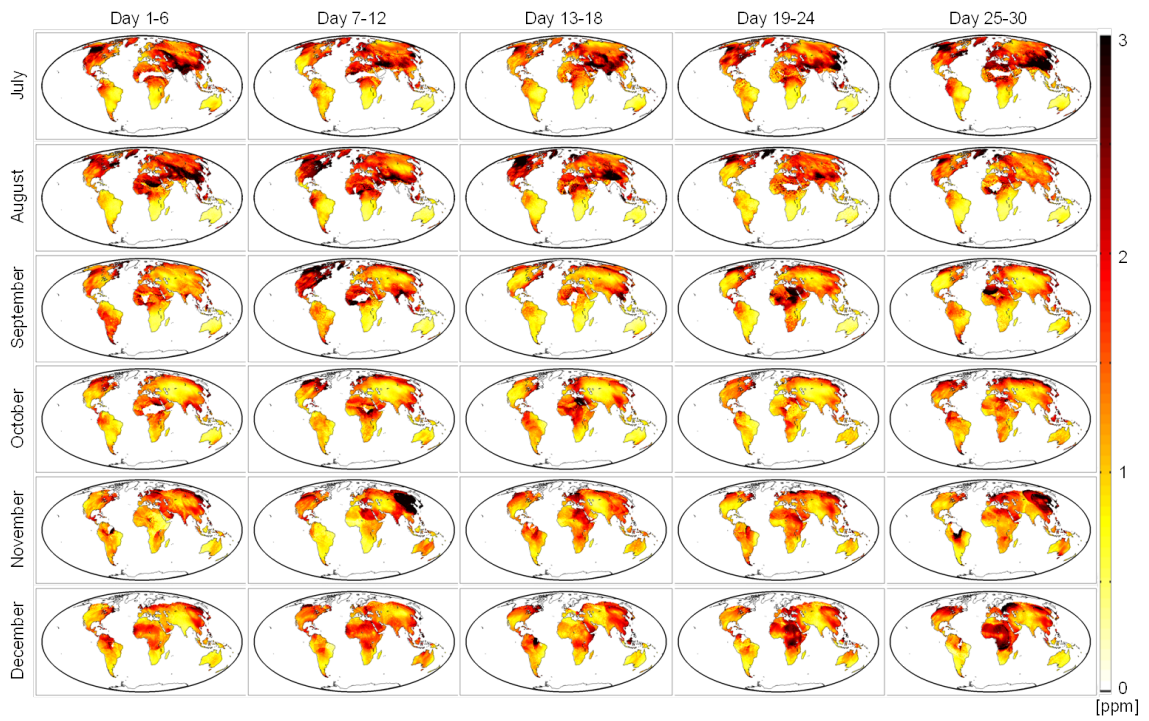 Day 1-6 Day 7-12 Day 13-18 Day 19-24 Day 25-30
July
August
September
October
November
December
3
2
1
0
[ppm]